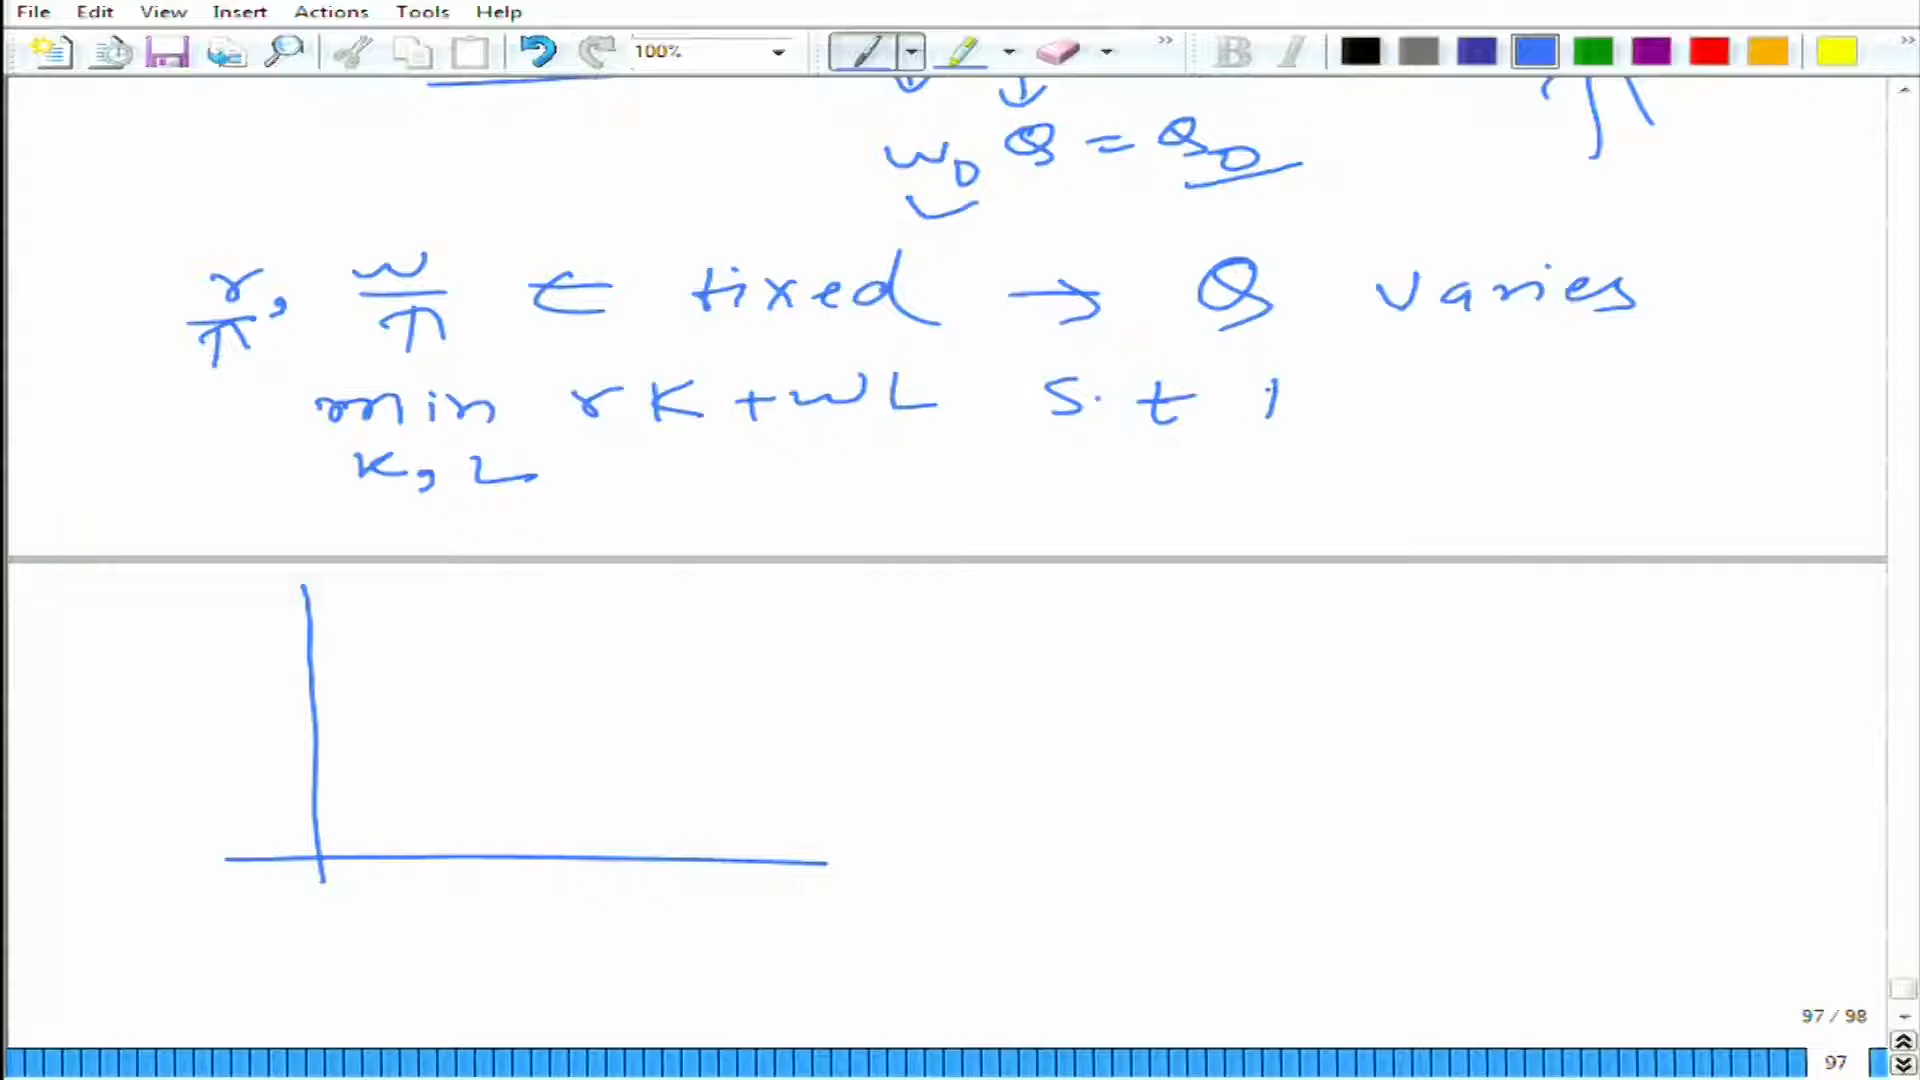 File Edit View Insert Actions Tools Help
100%
B I
π
w₀ Q = Q₀
r/π, w/π ← fixed → Q varies
min rK + wL s.t
K, L
97 / 98
97